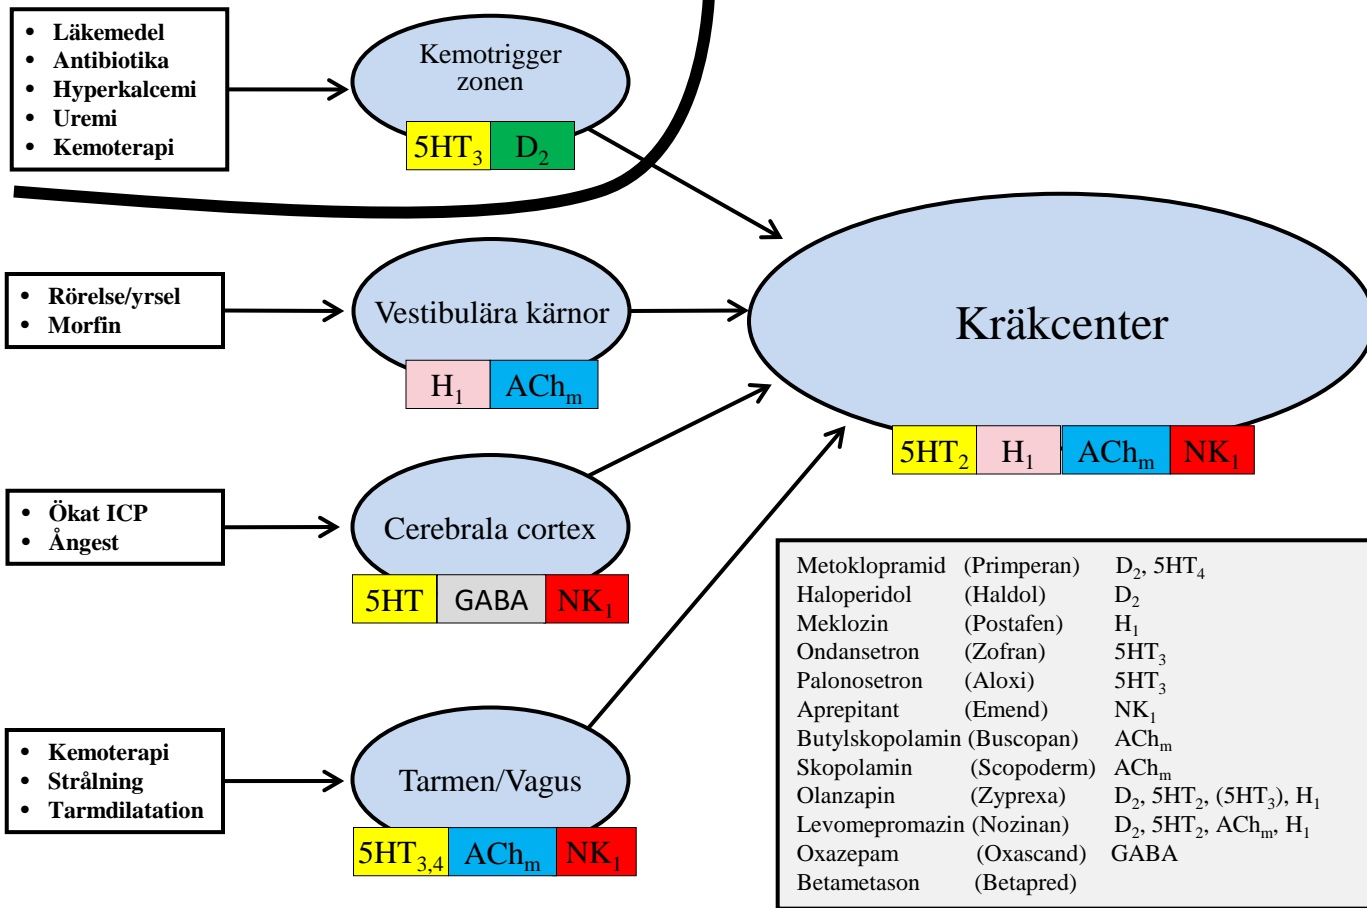 • Läkemedel
• Antibiotika
• Hyperkalcemi
• Uremi
• Kemoterapi
Kemotrigger
zonen
5HT₃ D₂
• Rörelse/yrsel
• Morfin
Vestibulära kärnor
H₁ AChₘ
Kräkcenter
5HT₂ H₁ AChₘ NK₁
• Ökat ICP
• Ångest
Cerebrala cortex
5HT GABA NK₁
• Kemoterapi
• Strålning
• Tarmdilatation
Tarmen/Vagus
5HT₃,₄ AChₘ NK₁
Metoklopramid (Primperan) D₂, 5HT₄
Haloperidol (Haldol) D₂
Meklozin (Postafen) H₁
Ondansetron (Zofran) 5HT₃
Palonosetron (Aloxi) 5HT₃
Aprepitant (Emend) NK₁
Butylskopolamin (Buscopan) AChₘ
Skopolamin (Scopoderm) AChₘ
Olanzapin (Zyprexa) D₂, 5HT₂, (5HT₃), H₁
Levomepromazin (Nozinan) D₂, 5HT₂, AChₘ, H₁
Oxazepam (Oxascand) GABA
Betametason (Betapred)